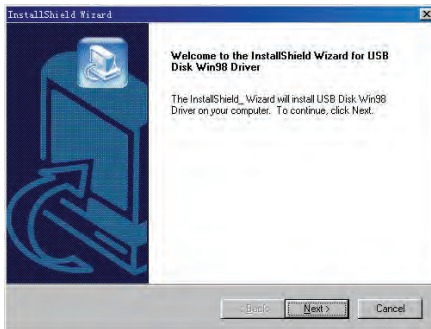 InstallShield Wizard
Welcome to the InstallShield Wizard for USB
Disk Win98 Driver
The InstallShield_ Wizard will install USB Disk Win98
Driver on your computer. To continue, click Next.
< Back Next > Cancel